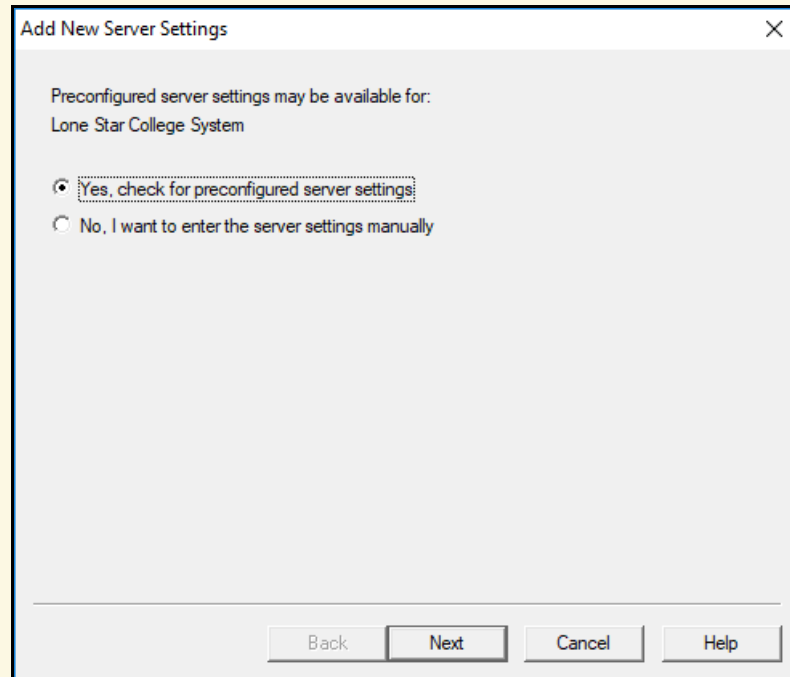 Add New Server Settings
Preconfigured server settings may be available for:
Lone Star College System
Yes, check for preconfigured server settings
No, I want to enter the server settings manually
Back Next Cancel Help